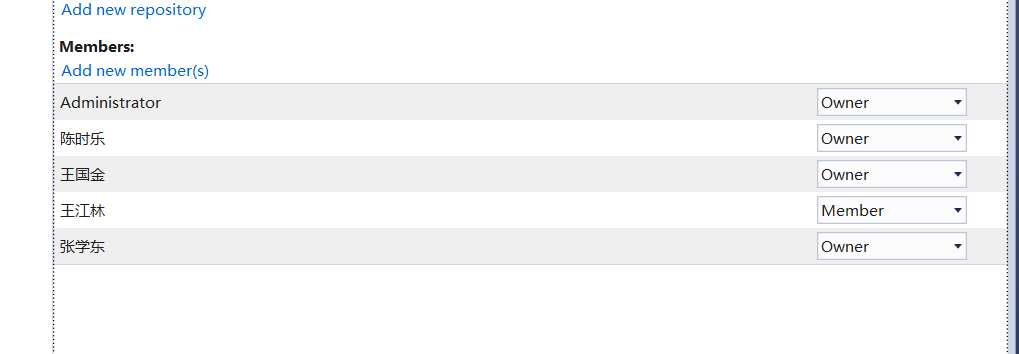 Add new repository
Members:
Add new member(s)
Administrator Owner
陈时乐 Owner
王国金 Owner
王江林 Member
张学东 Owner